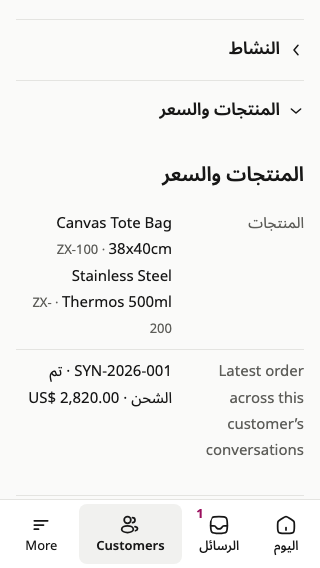 النشاط
المنتجات والسعر
المنتجات والسعر
المنتجات
Canvas Tote Bag
38x40cm · ZX-100
Stainless Steel
Thermos 500ml · ZX-
200
Latest order
across this
customer’s
conversations
SYN-2026-001 · تم
الشحن · US$ 2,820.00
اليوم
1
الرسائل
Customers
More